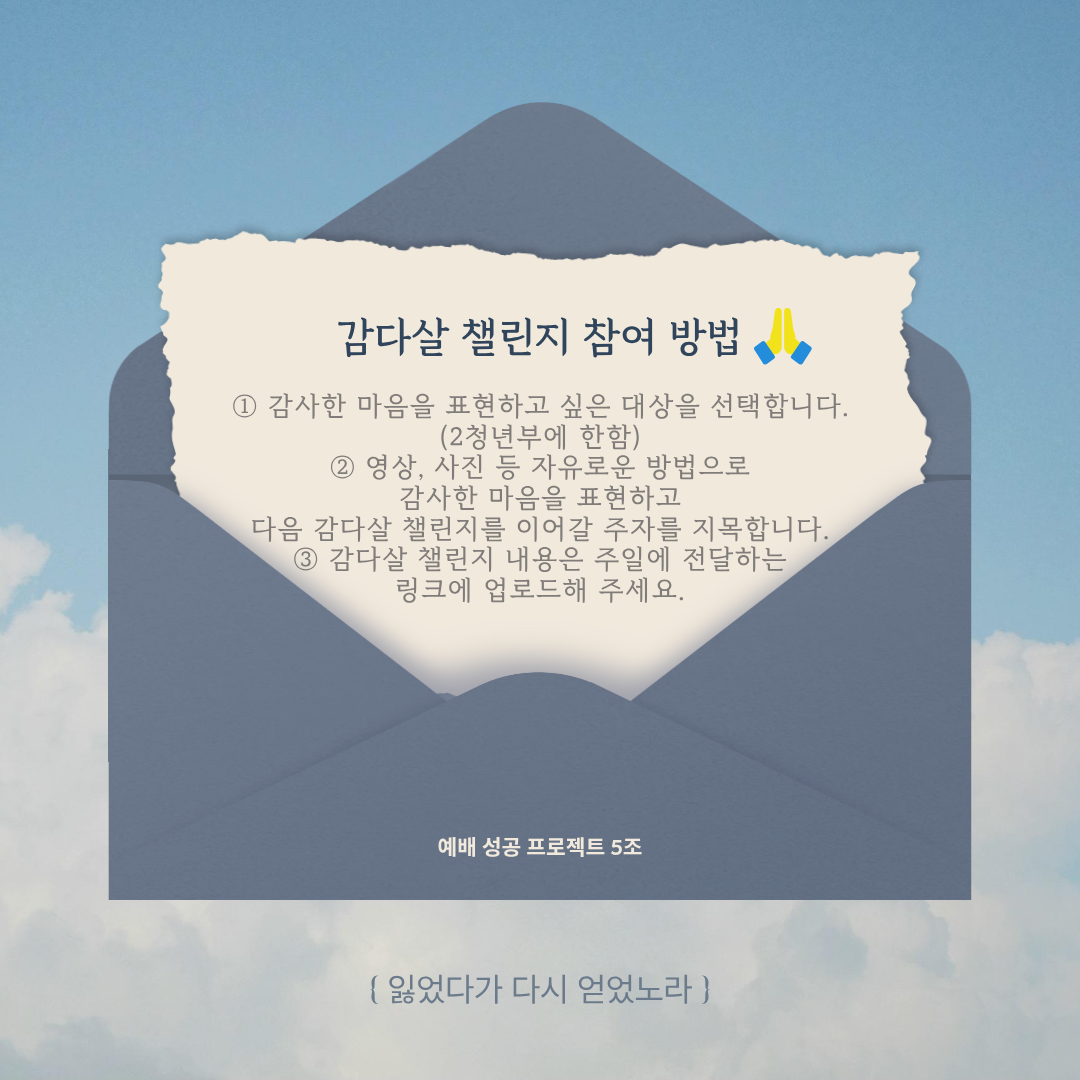 감다살 챌린지 참여 방법
① 감사한 마음을 표현하고 싶은 대상을 선택합니다.
(2청년부에 한함)
② 영상, 사진 등 자유로운 방법으로
감사한 마음을 표현하고
다음 감다살 챌린지를 이어갈 주자를 지목합니다.
③ 감다살 챌린지 내용은 주일에 전달하는
링크에 업로드해 주세요.
예배 성공 프로젝트 5조
{ 잃었다가 다시 얻었노라 }